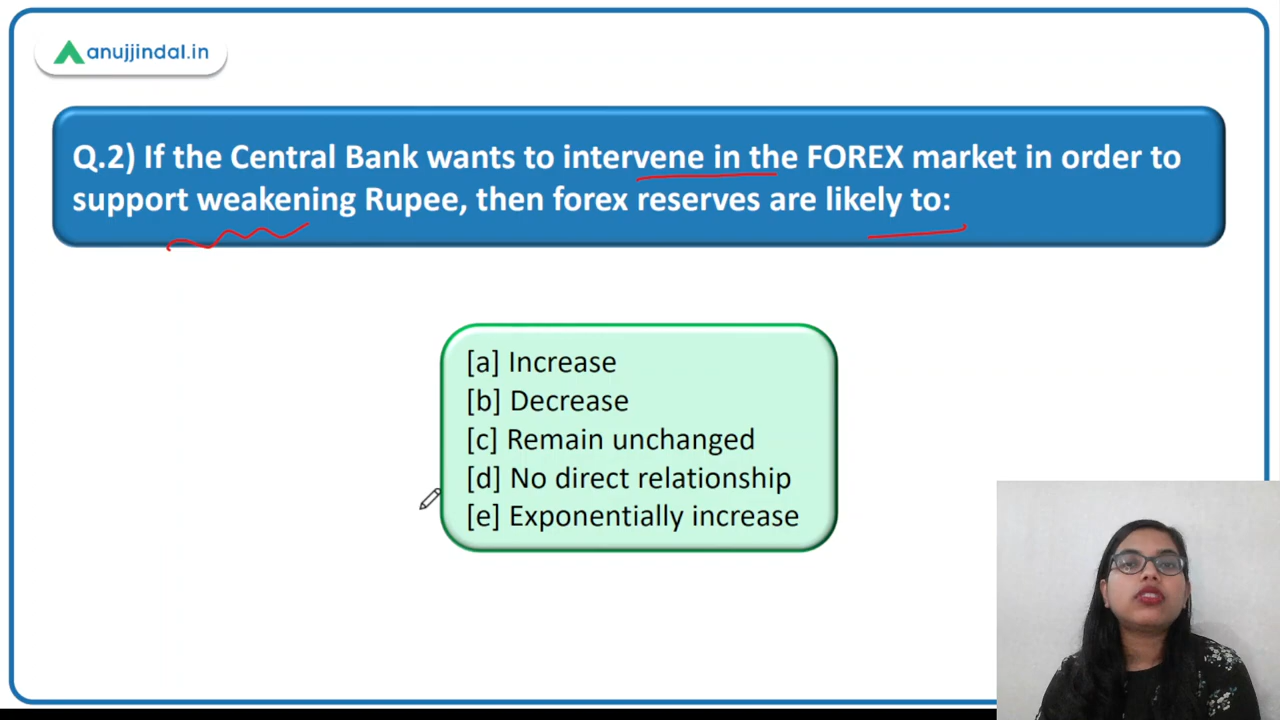 anujjindal.in
Q.2) If the Central Bank wants to intervene in the FOREX market in order to
support weakening Rupee, then forex reserves are likely to:
[a] Increase
[b] Decrease
[c] Remain unchanged
[d] No direct relationship
[e] Exponentially increase